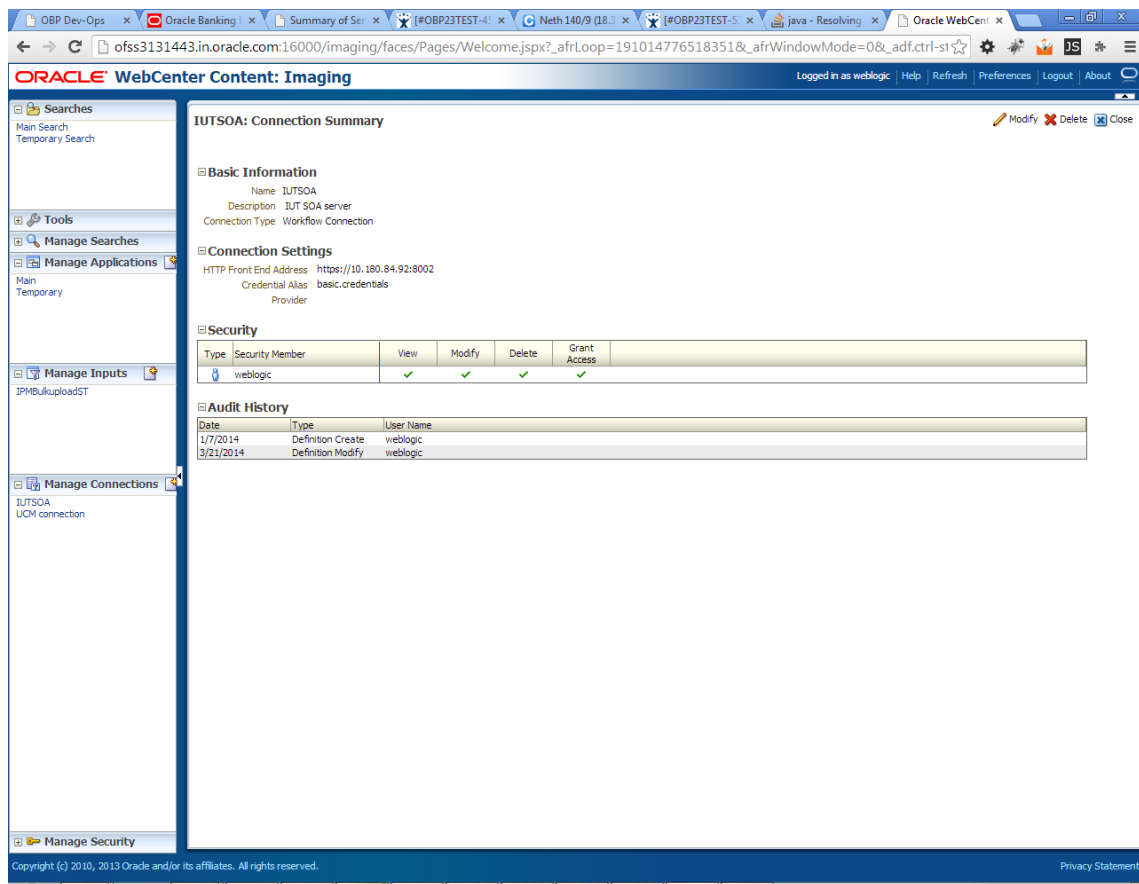 OBP Dev-Ops
Oracle Banking
Summary of Ser
[#OBP23TEST-4
Neth 140/9 (18.3
[#OBP23TEST-5
java - Resolving
Oracle WebCent
ofss3131443.in.oracle.com:16000/imaging/faces/Pages/Welcome.jspx?_afrLoop=19101477651835 1&_afrWindowMode=0&_adf.ctrl-st
JS
ORACLE WebCenter Content: Imaging
Logged in as weblogic Help Refresh Preferences Logout About
Searches
Main Search
Temporary Search
Tools
Manage Searches
Manage Applications
Main
Temporary
Manage Inputs
IPMBulkuploadST
Manage Connections
IUTSOA
UCM connection
Manage Security
IUTSOA: Connection Summary
Modify Delete Close
Basic Information
Name IUTSOA
Description IUT SOA server
Connection Type Workflow Connection
Connection Settings
HTTP Front End Address https://10.180.84.92:8002
Credential Alias basic.credentials
Provider
Security
Type Security Member View Modify Delete Grant Access
weblogic
Audit History
Date Type User Name
1/7/2014 Definition Create weblogic
3/21/2014 Definition Modify weblogic
Copyright (c) 2010, 2013 Oracle and/or its affiliates. All rights reserved.
Privacy Statement